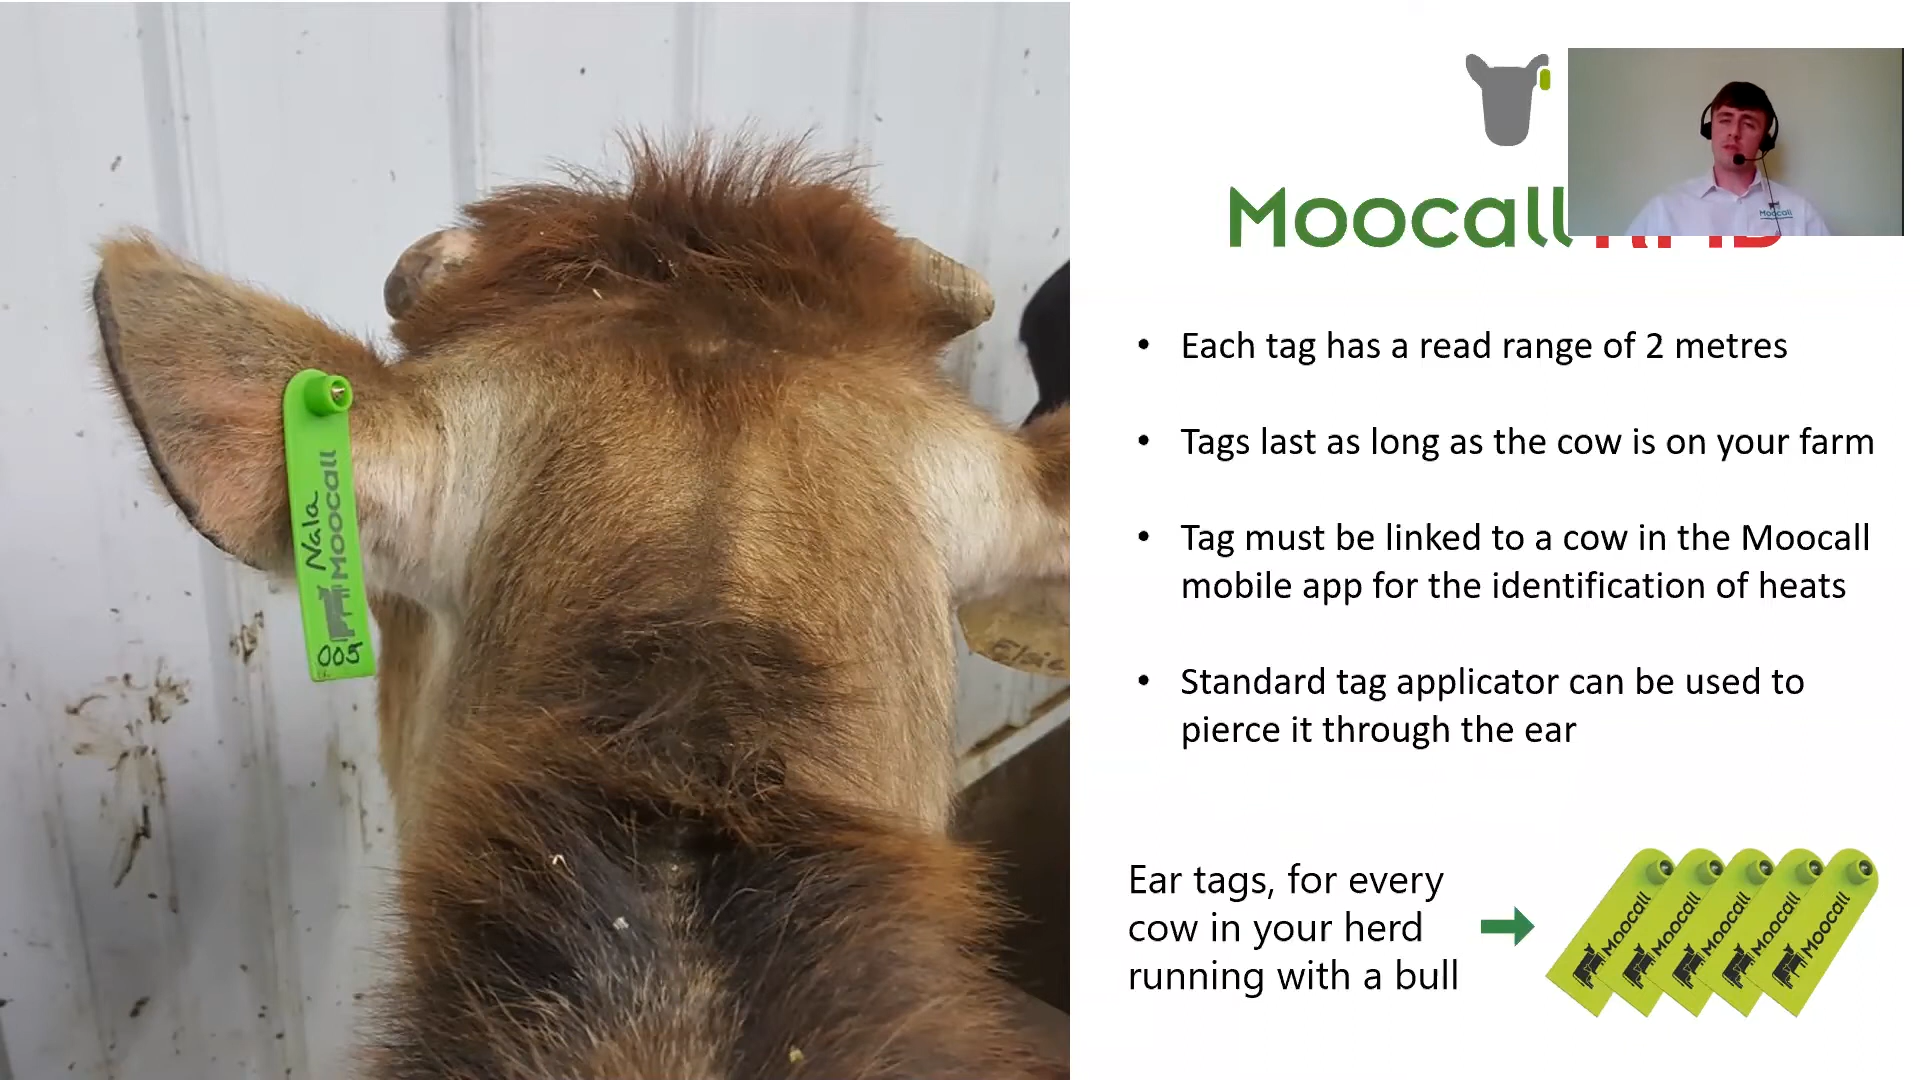 Moocall
Moocall
• Each tag has a read range of 2 metres
• Tags last as long as the cow is on your farm
• Tag must be linked to a cow in the Moocall
mobile app for the identification of heats
• Standard tag applicator can be used to
pierce it through the ear
Ear tags, for every
cow in your herd
running with a bull
Moocall
Moocall
Moocall
Moocall
Moocall
Nala
Moocall
005
Elsie